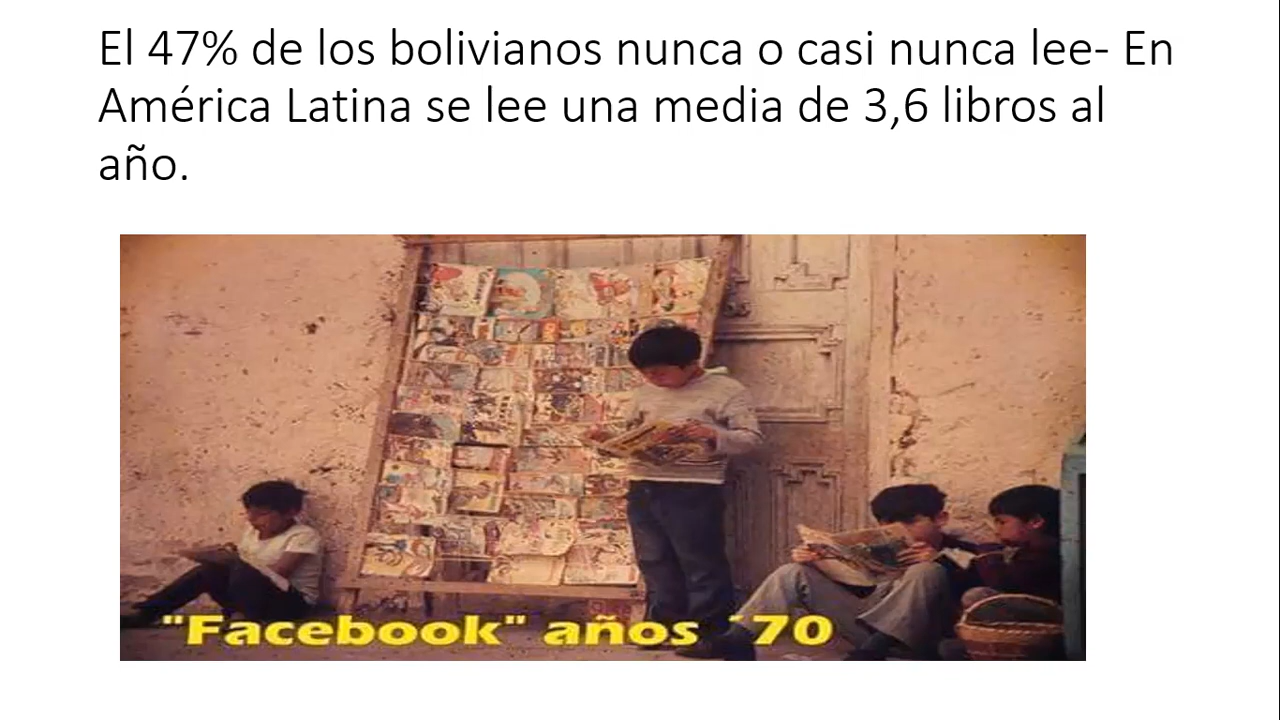 El 47% de los bolivianos nunca o casi nunca lee- En
América Latina se lee una media de 3,6 libros al
año.
"Facebook" años ´70